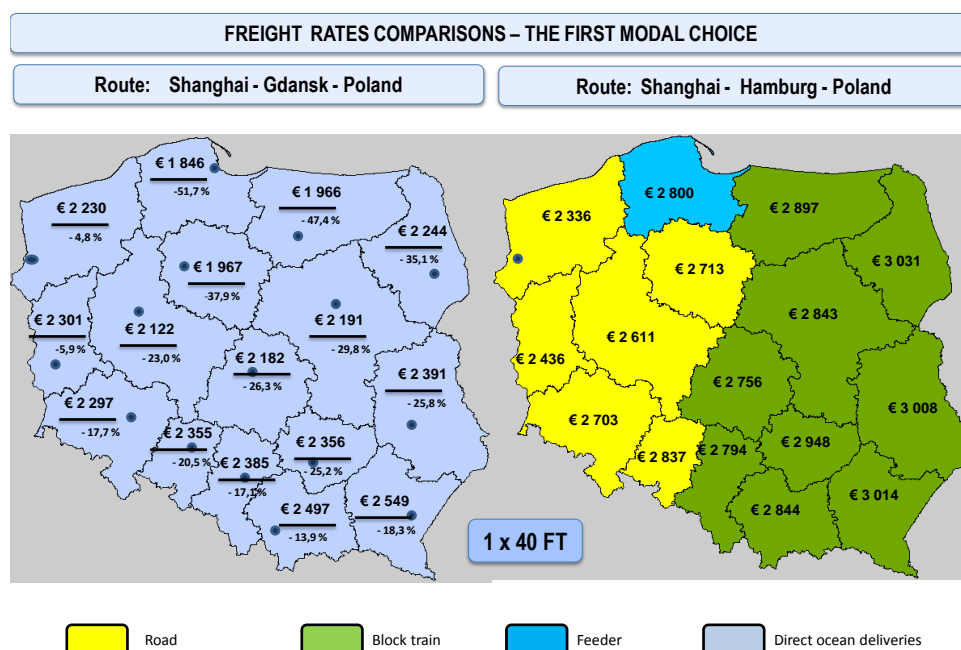 FREIGHT RATES COMPARISONS – THE FIRST MODAL CHOICE
Route: Shanghai - Gdansk - Poland
Route: Shanghai - Hamburg - Poland
€ 1 846
-51,7 %
€ 1 966
- 47,4 %
€ 2 230
- 4,8 %
€ 2 244
- 35,1 %
€ 1 967
-37,9 %
€ 2 301
-5,9 %
€ 2 122
- 23,0 %
€ 2 191
- 29,8 %
€ 2 182
- 26,3 %
€ 2 391
- 25,8 %
€ 2 297
- 17,7 %
€ 2 355
- 20,5 %
€ 2 385
- 17,1%
€ 2 356
- 25,2 %
€ 2 497
- 13,9 %
€ 2 549
- 18,3 %
€ 2 800
€ 2 336
€ 2 897
€ 3 031
€ 2 713
€ 2 843
€ 2 611
€ 2 436
€ 2 756
€ 3 008
€ 2 703
€ 2 837
€ 2 794
€ 2 948
€ 2 844
€ 3 014
1 x 40 FT
Road
Block train
Feeder
Direct ocean deliveries